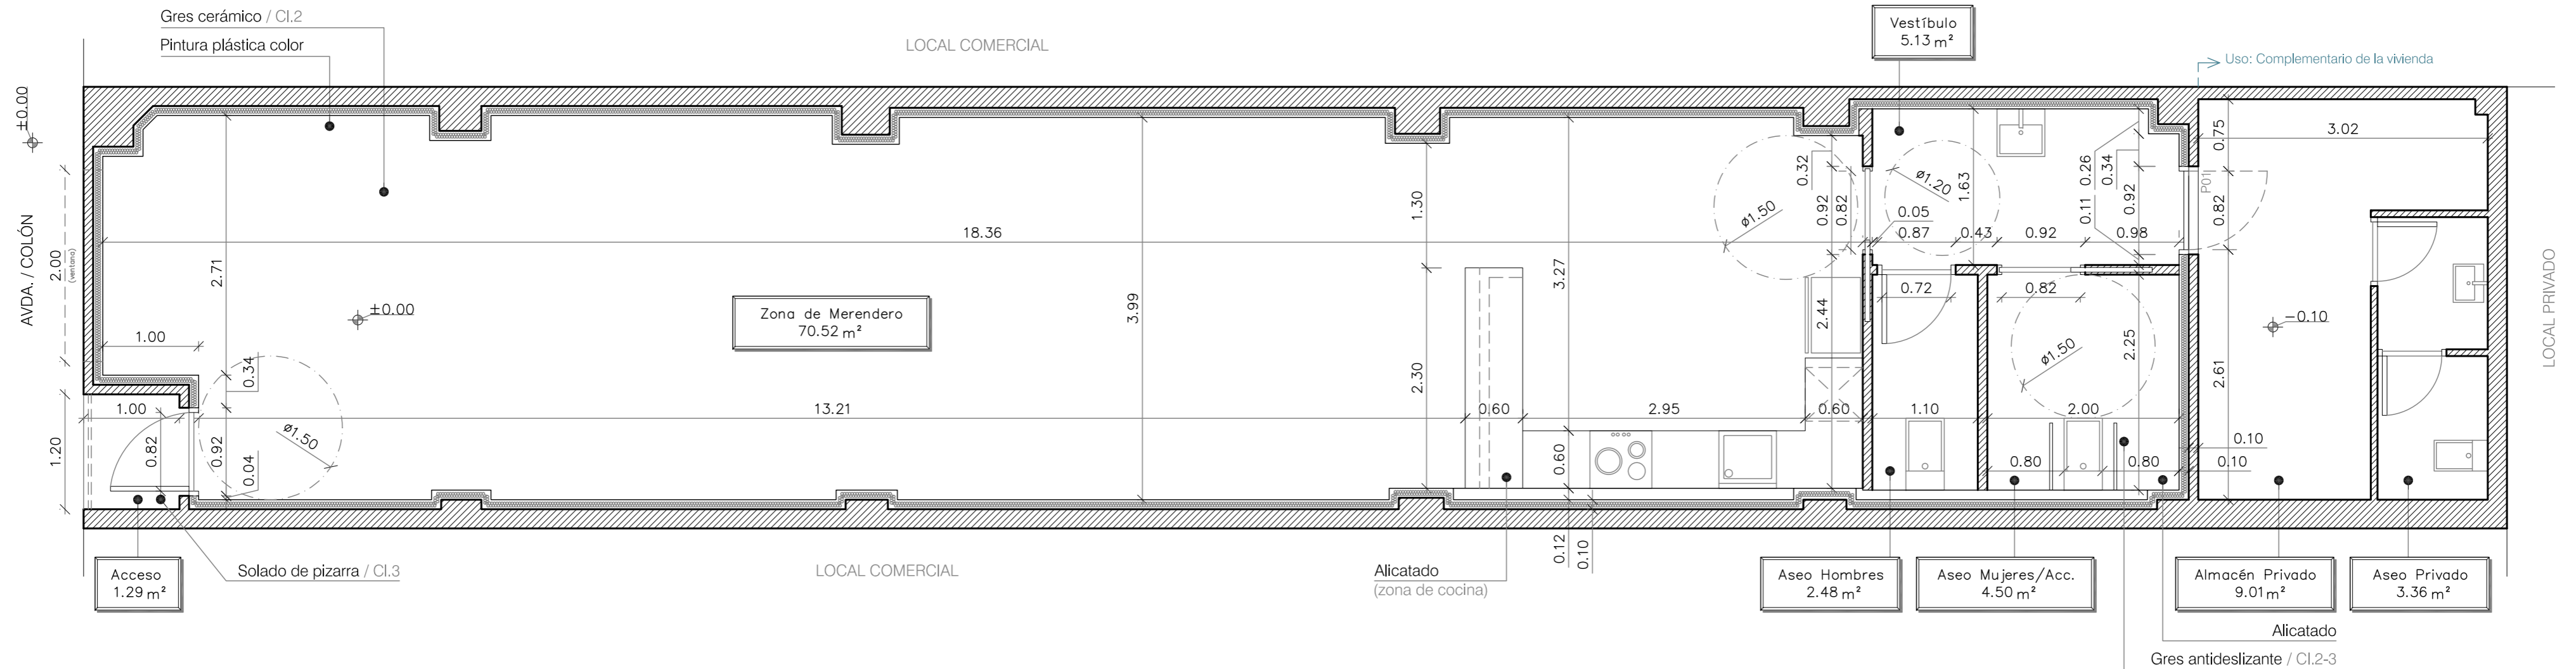 Gres cerámico / Cl.2
Pintura plástica color
LOCAL COMERCIAL
Vestíbulo
5.13 m²
Uso: Complementario de la vivienda
±0.00
AVDA. / COLÓN
2.00
(ventana)
1.20
2.71
18.36
3.99
1.30
3.27
ø1.50
0.32
0.92
0.82
ø1.20
1.63
0.05
0.87
0.43
0.92
0.98
0.11
0.26
0.34
0.92
P01
0.75
0.82
3.02
±0.00
Zona de Merendero
70.52 m²
1.00
0.34
2.30
2.44
0.72
0.82
ø1.50
2.25
2.61
-0.10
LOCAL PRIVADO
1.00
0.82
0.92
ø1.50
0.04
13.21
0.60
2.95
0.60
1.10
2.00
0.60
0.80
0.80
0.10
0.10
0.12
0.10
Acceso
1.29 m²
Solado de pizarra / Cl.3
LOCAL COMERCIAL
Alicatado
(zona de cocina)
Aseo Hombres
2.48 m²
Aseo Mujeres/Acc.
4.50 m²
Almacén Privado
9.01 m²
Aseo Privado
3.36 m²
Alicatado
Gres antideslizante / Cl.2-3